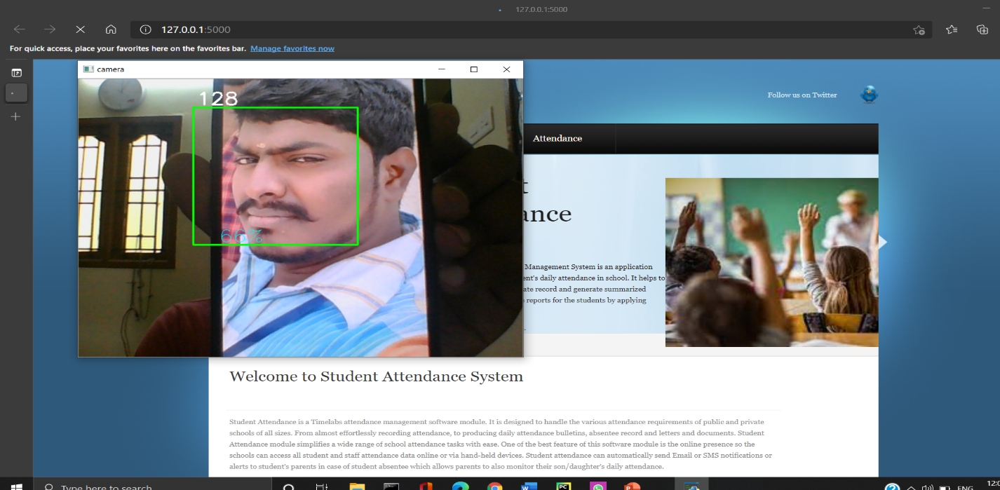 127.0.0.1:5000
127.0.0.1:5000
For quick access, place your favorites here on the favorites bar. Manage favorites now
camera
128
66%
Follow us on Twitter
Attendance
Management System is an application
daily attendance in school. It helps to
record and generate summarized
reports for the students by applying
Welcome to Student Attendance System
Student Attendance is a Timelabs attendance management software module. It is designed to handle the various attendance requirements of public and private
schools of all sizes. From almost effortlessly recording attendance, to producing daily attendance bulletins, absentee record and letters and documents. Student
Attendance module simplifies a wide range of school attendance tasks with ease. One of the best feature of this software module is the online presence so the
schools can access all student and staff attendance data online or via hand-held devices. Student attendance can automatically send Email or SMS notifications or
alerts to student's parents in case of student absentee which allows parents to also monitor their son/daughter's daily attendance.
Type here to search
ENG